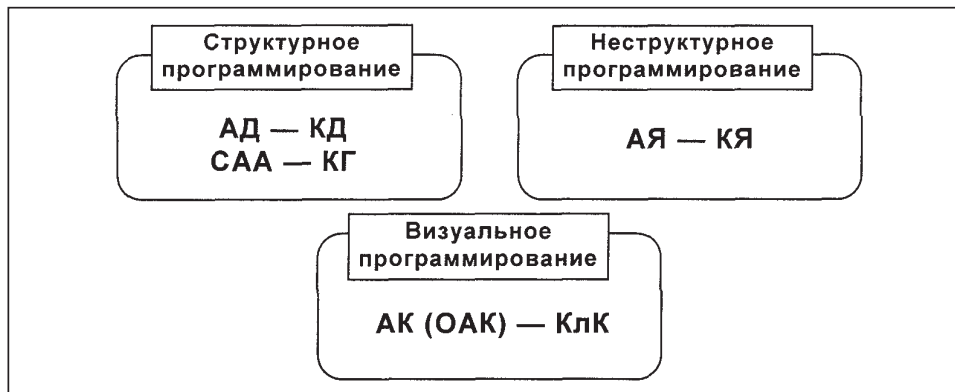 Структурное
программирование
АД — КД
САА — КГ
Неструктурное
программирование
АЯ — КЯ
Визуальное
программирование
АК (ОАК) — КлК